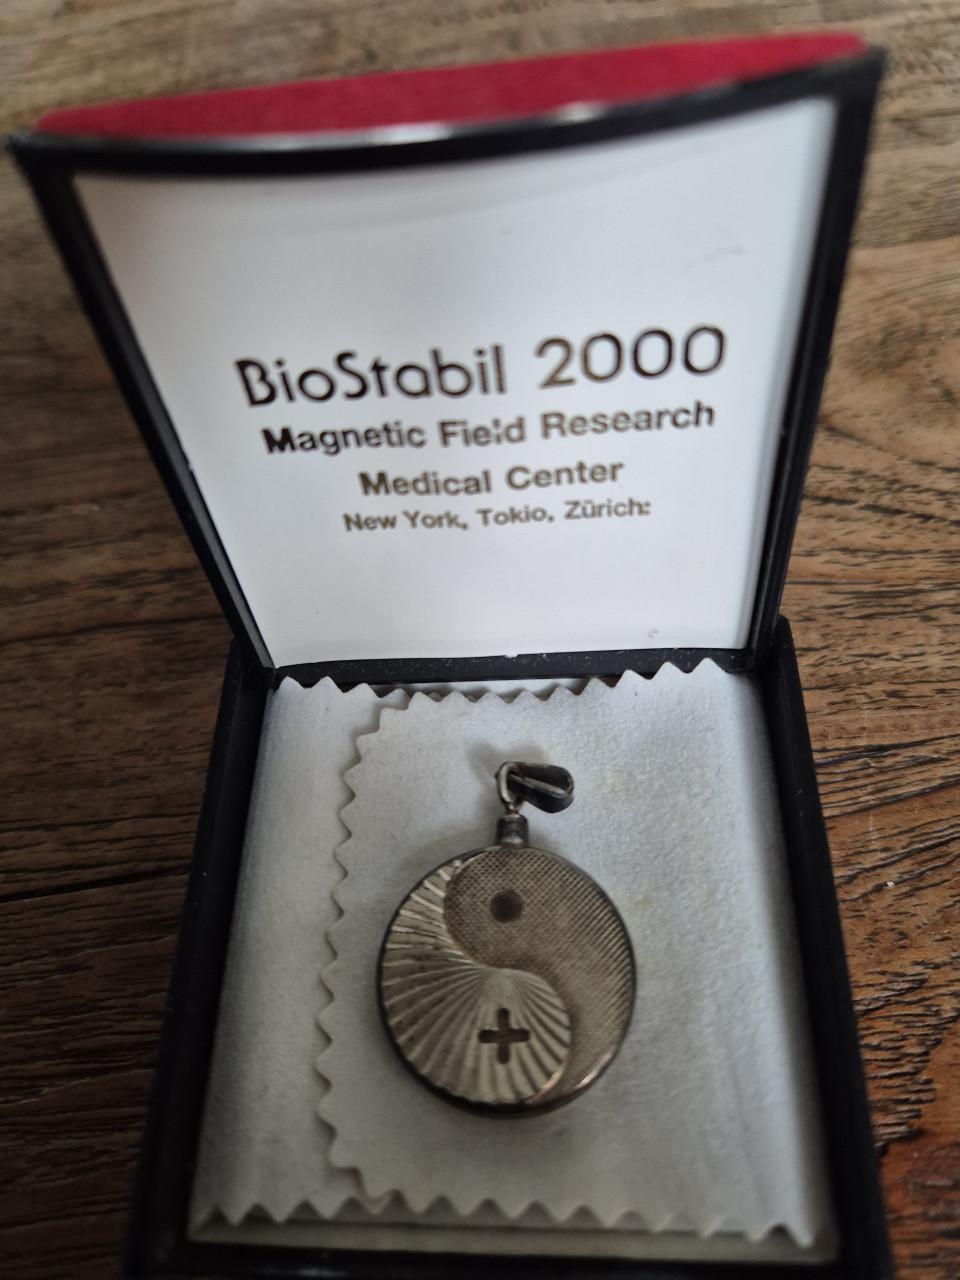 BioStabil 2000
Magnetic Field Research
Medical Center
New York, Tokio, Zürich: